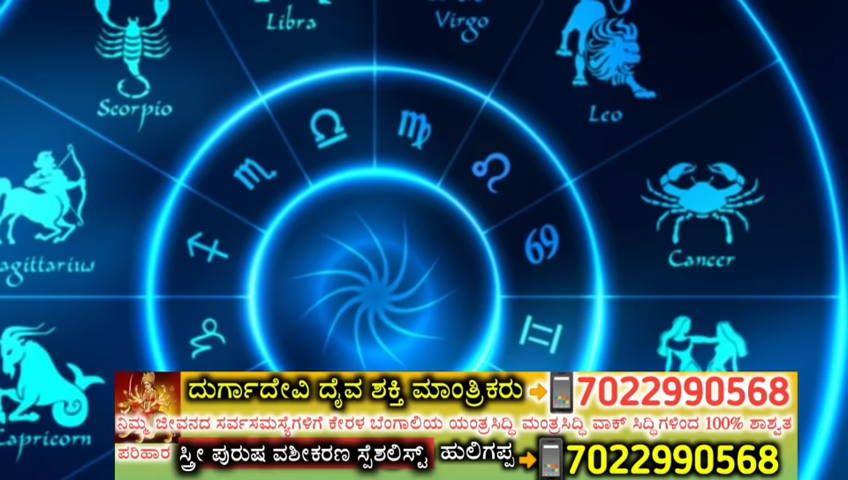 Libra
Virgo
Scorpio
Leo
agittarius
Cancer
Capricorn
ದುರ್ಗಾದೇವಿ ದೈವ ಶಕ್ತಿ ಮಾಂತ್ರಿಕರು 7022990568
ನಿಮ್ಮ ಜೀವನದ ಸರ್ವಸಮಸ್ಯೆಗಳಿಗೆ ಕೇರಳ ಬೆಂಗಾಲಿಯ ಯಂತ್ರಸಿದ್ಧಿ ಮಂತ್ರಸಿದ್ಧಿ ವಾಕ್ ಸಿದ್ಧಿಗಳಿಂದ 100% ಶಾಶ್ವತ
ಪರಿಹಾರ ಸ್ತ್ರೀ ಪುರುಷ ವಶೀಕರಣ ಸ್ಪೆಶಲಿಸ್ಟ್ ಹುಲಿಗಪ್ಪ 7022990568